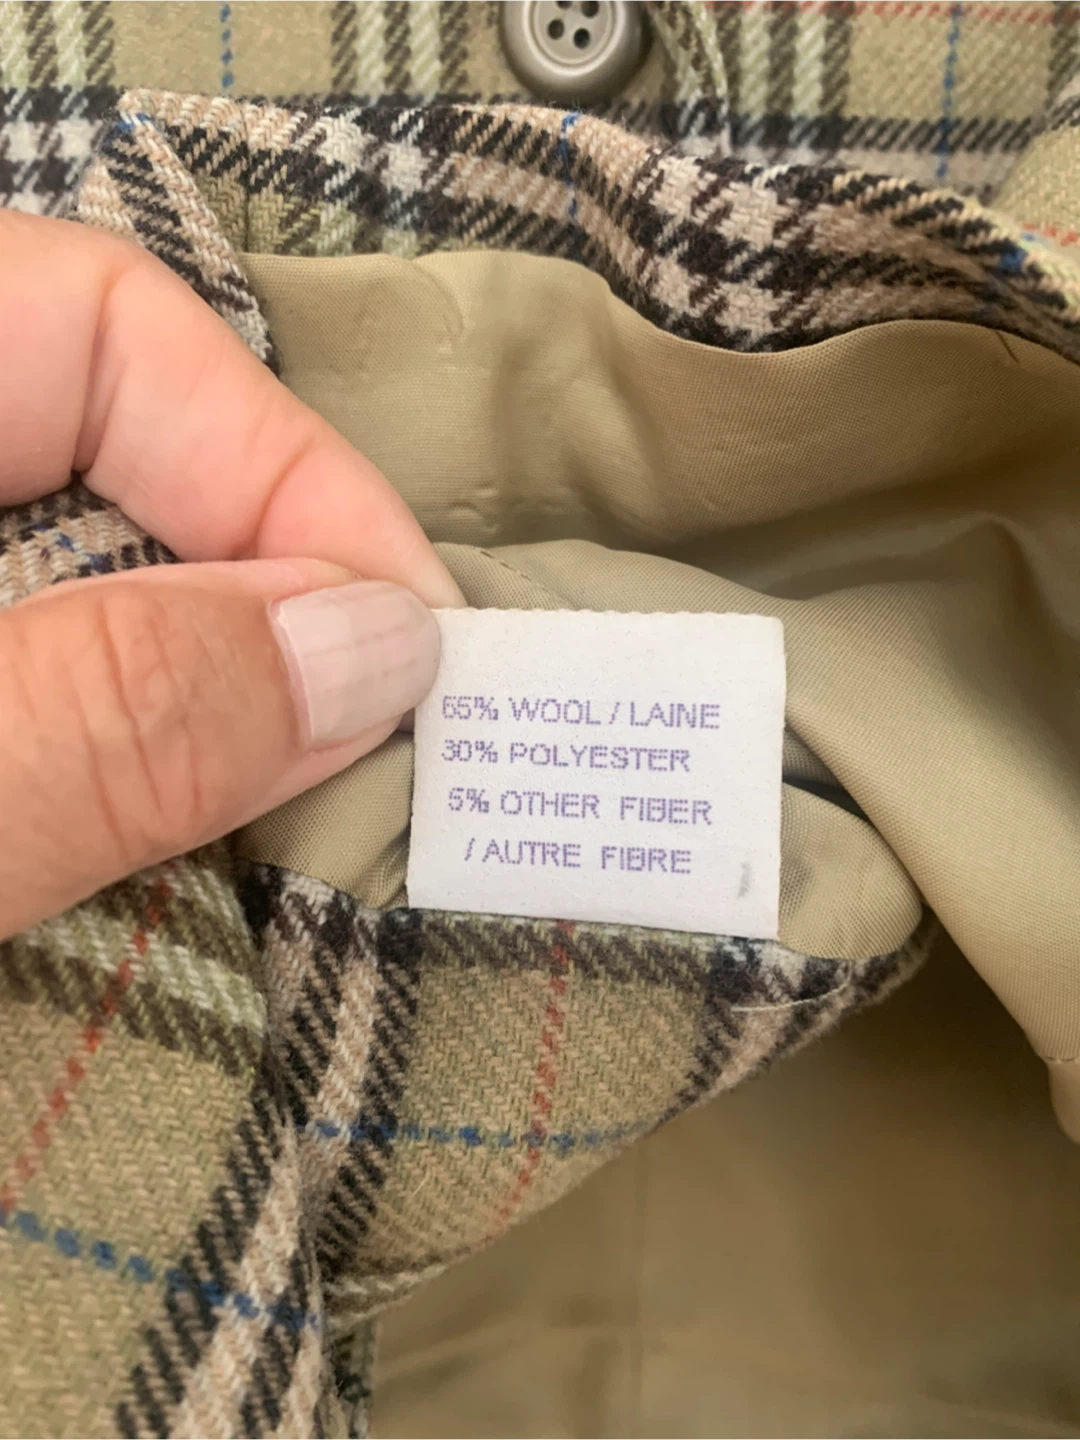 65% WOOL / LAINE
30% POLYESTER
5% OTHER FIBER
/ AUTRE FIBRE